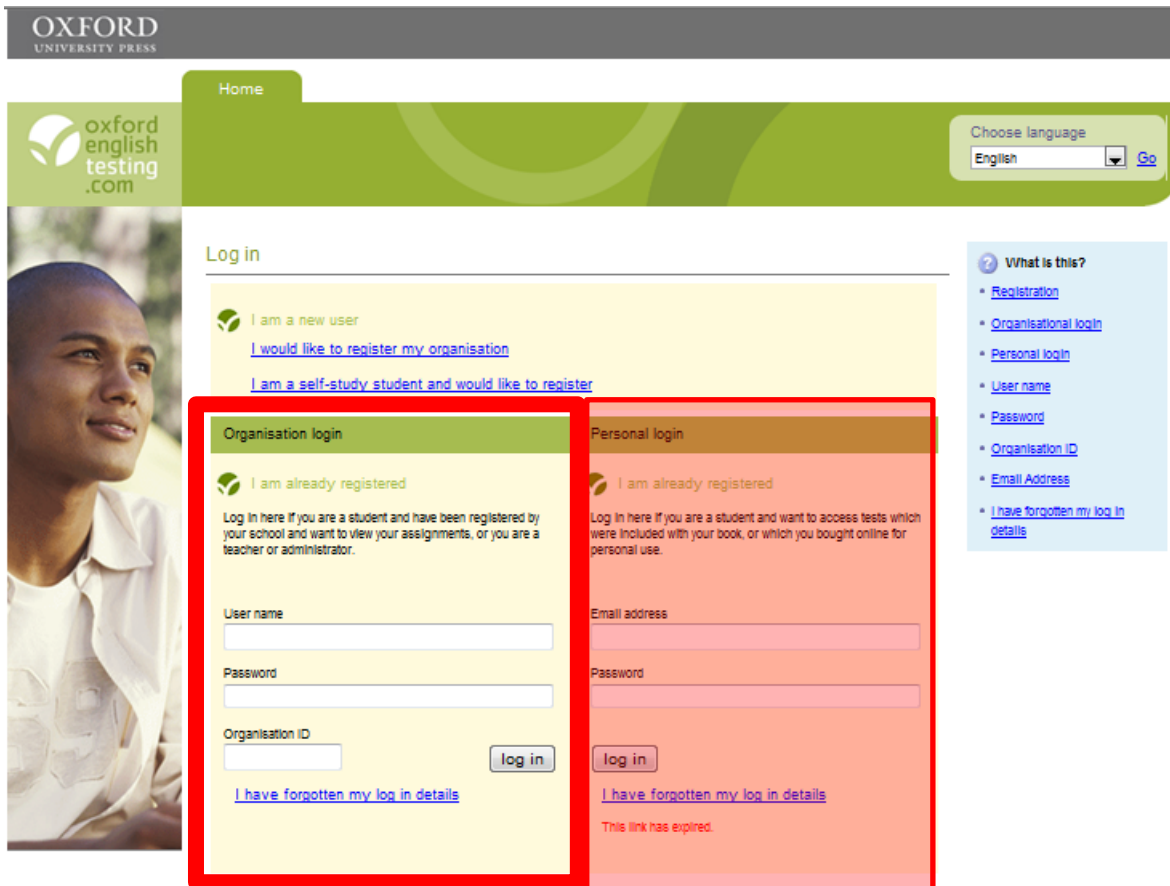 OXFORD
UNIVERSITY PRESS
Home
oxford
english
testing
.com
Choose language
English
Go
Log in
I am a new user
I would like to register my organisation
I am a self-study student and would like to register
Organisation login
I am already registered
Log in here if you are a student and have been registered by
your school and want to view your assignments, or you are a
teacher or administrator.
User name
Password
Organisation ID
log in
I have forgotten my log in details
Personal login
I am already registered
Log in here if you are a student and want to access tests which
were included with your book, or which you bought online for
personal use.
Email address
Password
log in
I have forgotten my log in details
This link has expired.
What is this?
Registration
Organisational login
Personal login
User name
Password
Organisation ID
Email Address
I have forgotten my log in
details